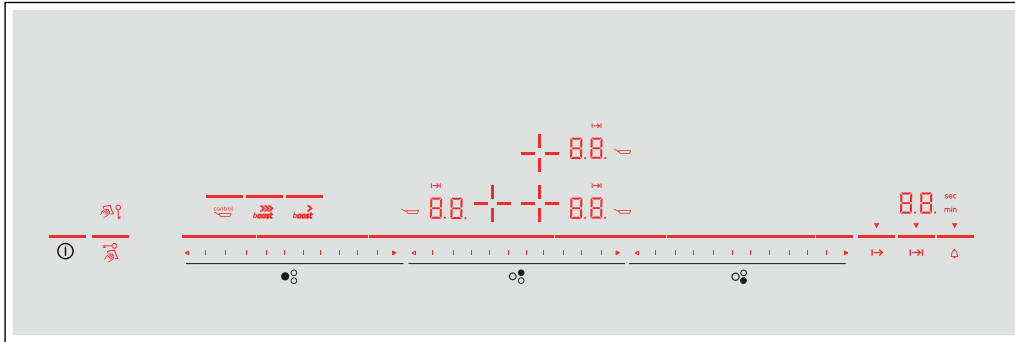 8.8.
8.8. 8.8.
control boost boost
8.8. sec
min